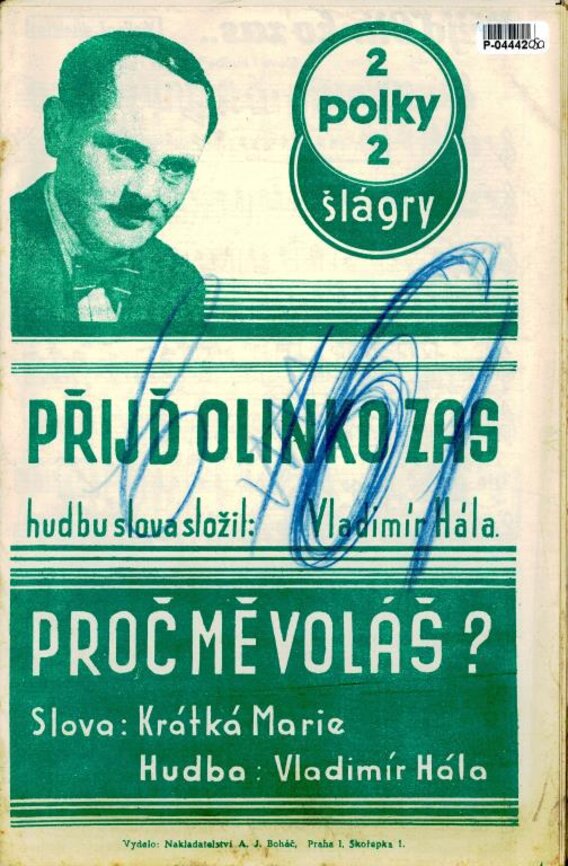 P-04442
2
polky
2
šlágry
PŘIJĎ OLINKO ZAS
hudbu slova složil: Vladimír Hála.
PROČ MĚ VOLÁŠ?
Slova: Krátká Marie
Hudba: Vladimír Hála
Vydalo: Nakladatelství A. J. Boháč, Praha I, Skořepka 1.